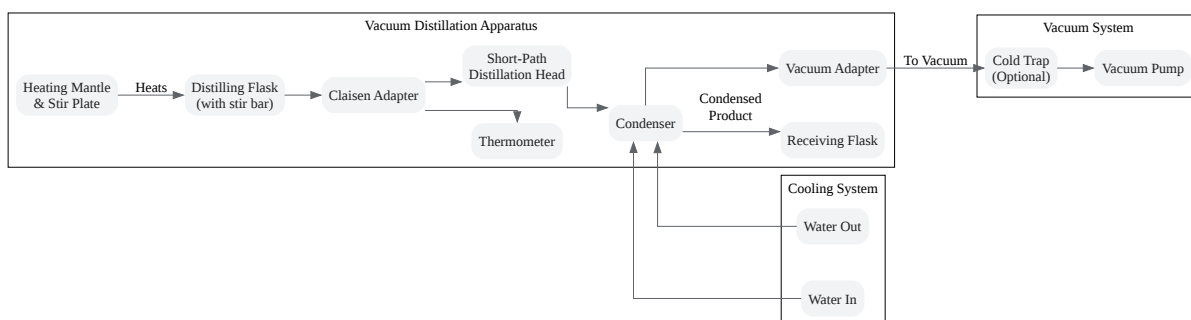 Vacuum Distillation Apparatus
Heating Mantle
& Stir Plate
Heats
Distilling Flask
(with stir bar)
Claisen Adapter
Short-Path
Distillation Head
Thermometer
Condenser
Condensed
Product
Vacuum Adapter
Receiving Flask
To Vacuum
Vacuum System
Cold Trap
(Optional)
Vacuum Pump
Cooling System
Water Out
Water In